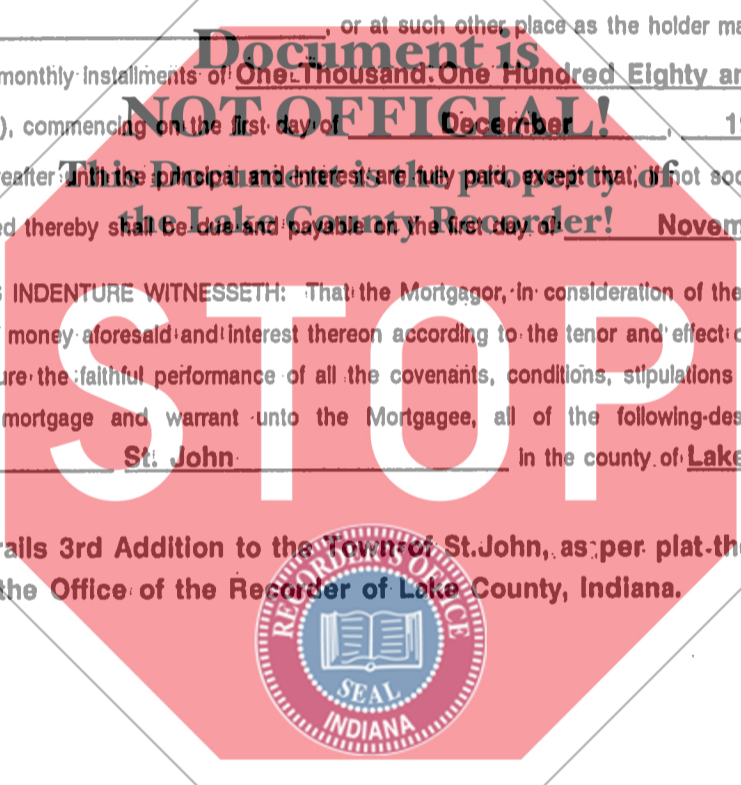 , or at such other place as the holder ma
Document is
monthly installments of One Thousand One Hundred Eighty an
NOT OFFICIAL!
), commencing on the first day of December , 19
This Document is the property of
eafter until the principal and interest are fully paid, except that, if not soo
the Lake County Recorder!
ed thereby shall be due and payable on the first day of Novem
S INDENTURE WITNESSETH: That the Mortgagor, in consideration of the
money aforesaid and interest thereon according to the tenor and effect o
ure the faithful performance of all the covenants, conditions, stipulations
mortgage and warrant unto the Mortgagee, all of the following-des
St. John in the county of Lake
STOP
ails 3rd Addition to the Town of St.John, as per plat the
the Office of the Recorder of Lake County, Indiana.
RECORDER'S OFFICE
SEAL
INDIANA